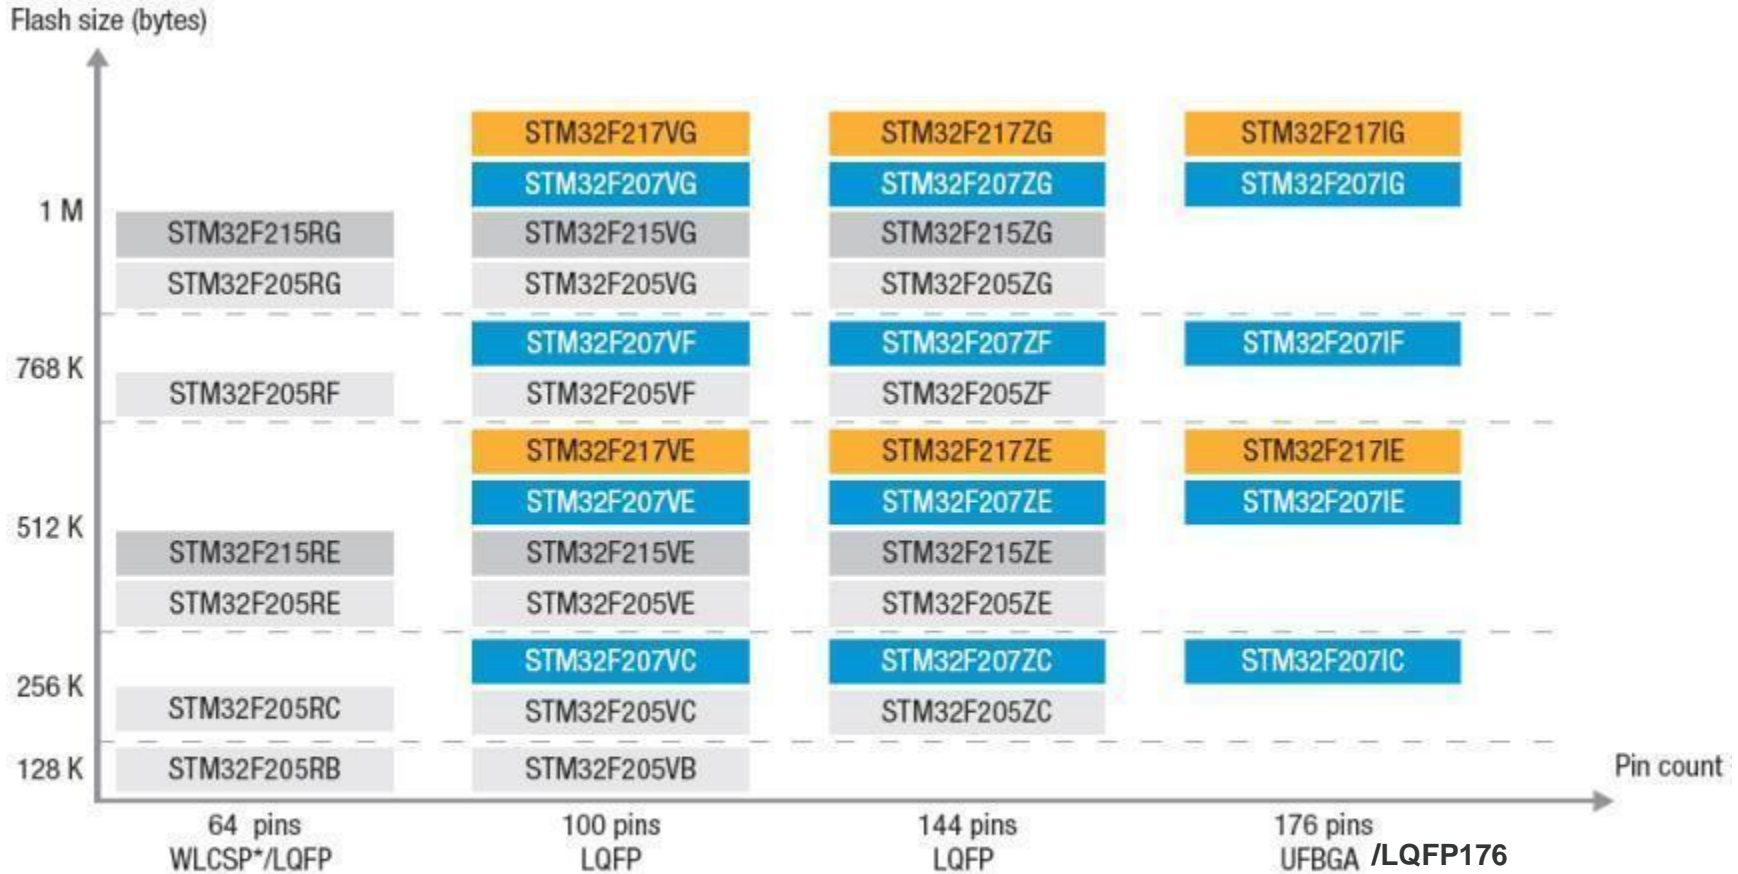 Flash size (bytes)
STM32F217VG STM32F217ZG STM32F217IG
STM32F207VG STM32F207ZG STM32F207IG
1 M
STM32F215RG STM32F215VG STM32F215ZG
STM32F205RG STM32F205VG STM32F205ZG
STM32F207VF STM32F207ZF STM32F207IF
768 K
STM32F205RF STM32F205VF STM32F205ZF
STM32F217VE STM32F217ZE STM32F217IE
STM32F207VE STM32F207ZE STM32F207IE
512 K
STM32F215RE STM32F215VE STM32F215ZE
STM32F205RE STM32F205VE STM32F205ZE
STM32F207VC STM32F207ZC STM32F207IC
256 K
STM32F205RC STM32F205VC STM32F205ZC
128 K STM32F205RB STM32F205VB Pin count
64 pins 100 pins 144 pins 176 pins
WLCSP*/LQFP LQFP LQFP UFBGA /LQFP176